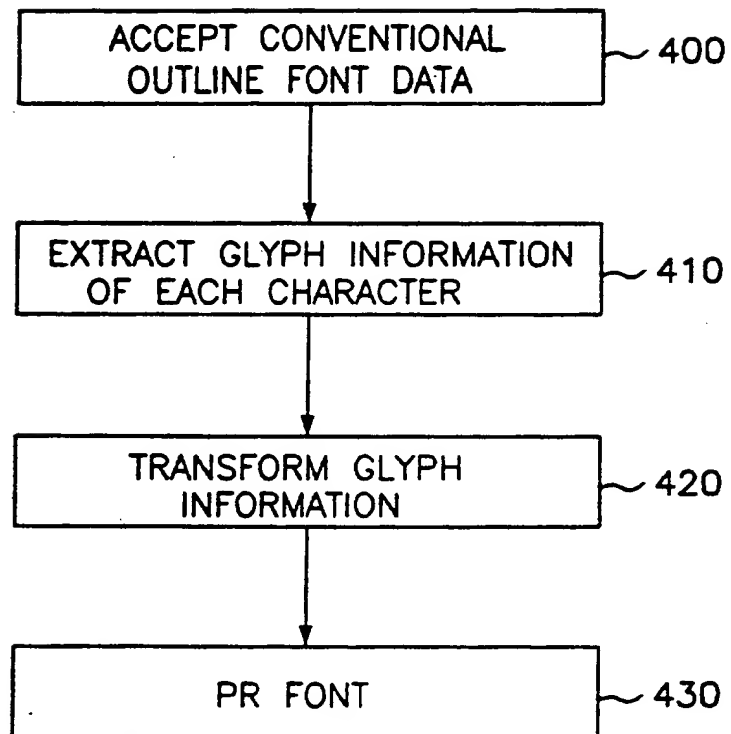 ACCEPT CONVENTIONAL
OUTLINE FONT DATA
400
EXTRACT GLYPH INFORMATION
OF EACH CHARACTER
410
TRANSFORM GLYPH
INFORMATION
420
PR FONT
430